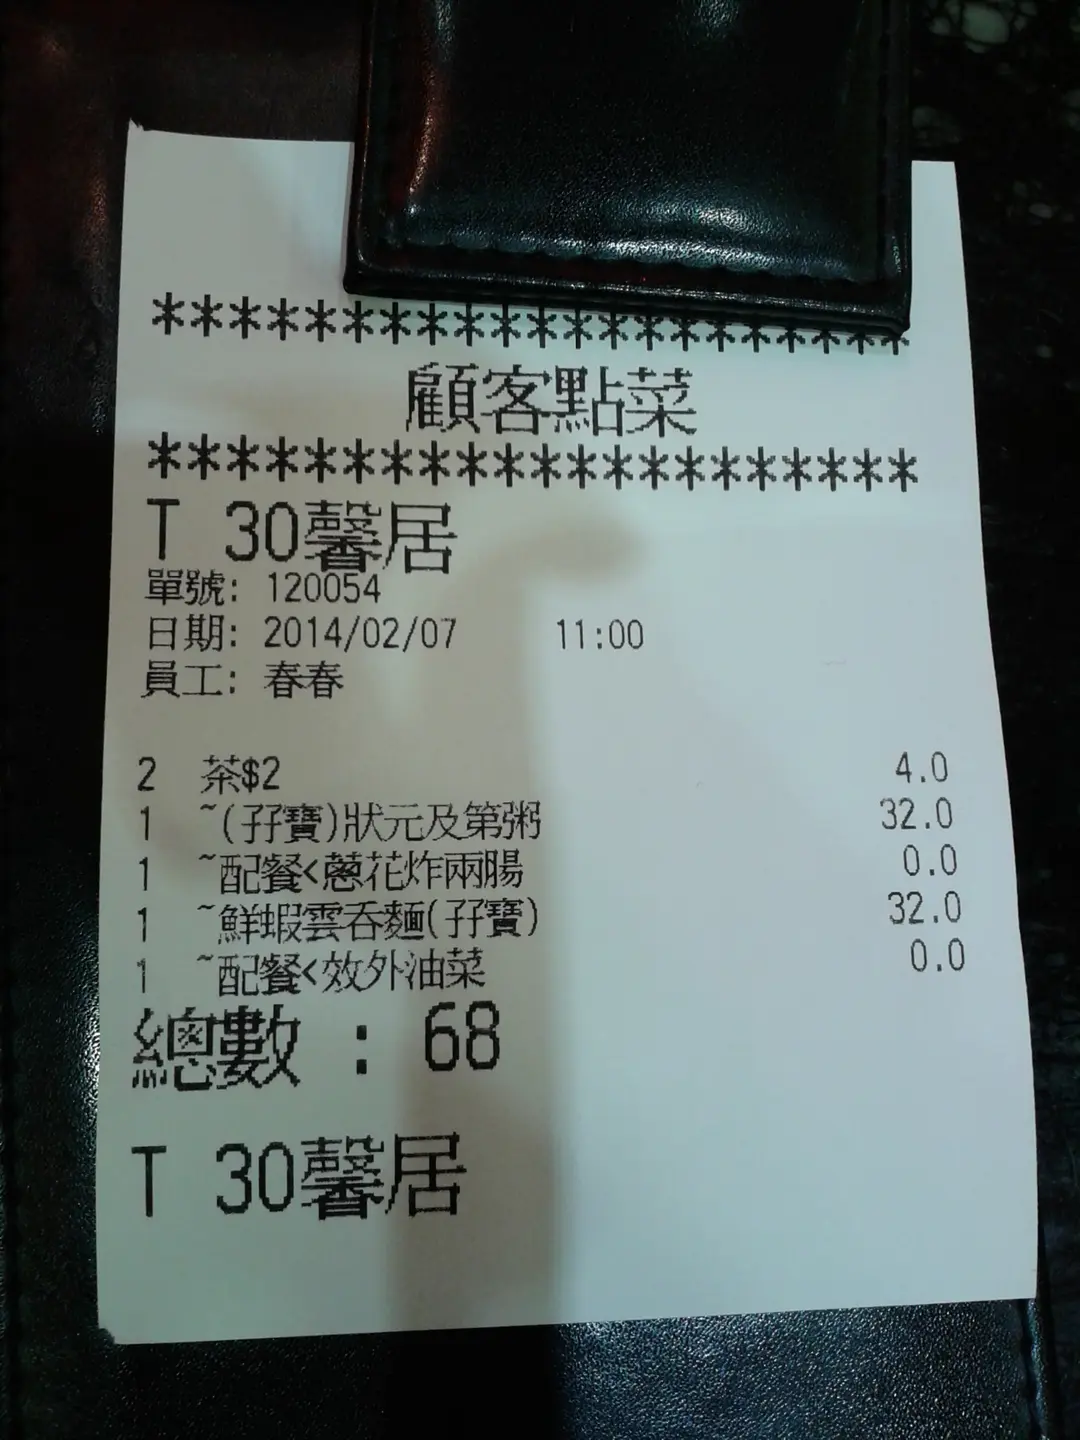 *********************
顧客點菜
*********************
T 30馨居
單號: 120054
日期: 2014/02/07 11:00
員工: 春春
2 茶$2 4.0
1 ~(孖寶)狀元及第粥 32.0
1 ~配餐<蔥花炸兩腸 0.0
1 ~鮮蝦雲吞麵(孖寶) 32.0
1 ~配餐<效外油菜 0.0
總數 : 68
T 30馨居